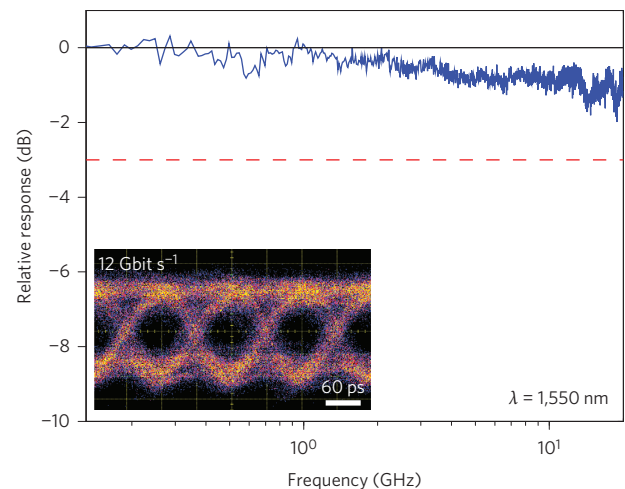 0
−2
−4
−6
−8
−10
Relative response (dB)
12 Gbit s⁻¹
60 ps
λ = 1,550 nm
10⁰
10¹
Frequency (GHz)